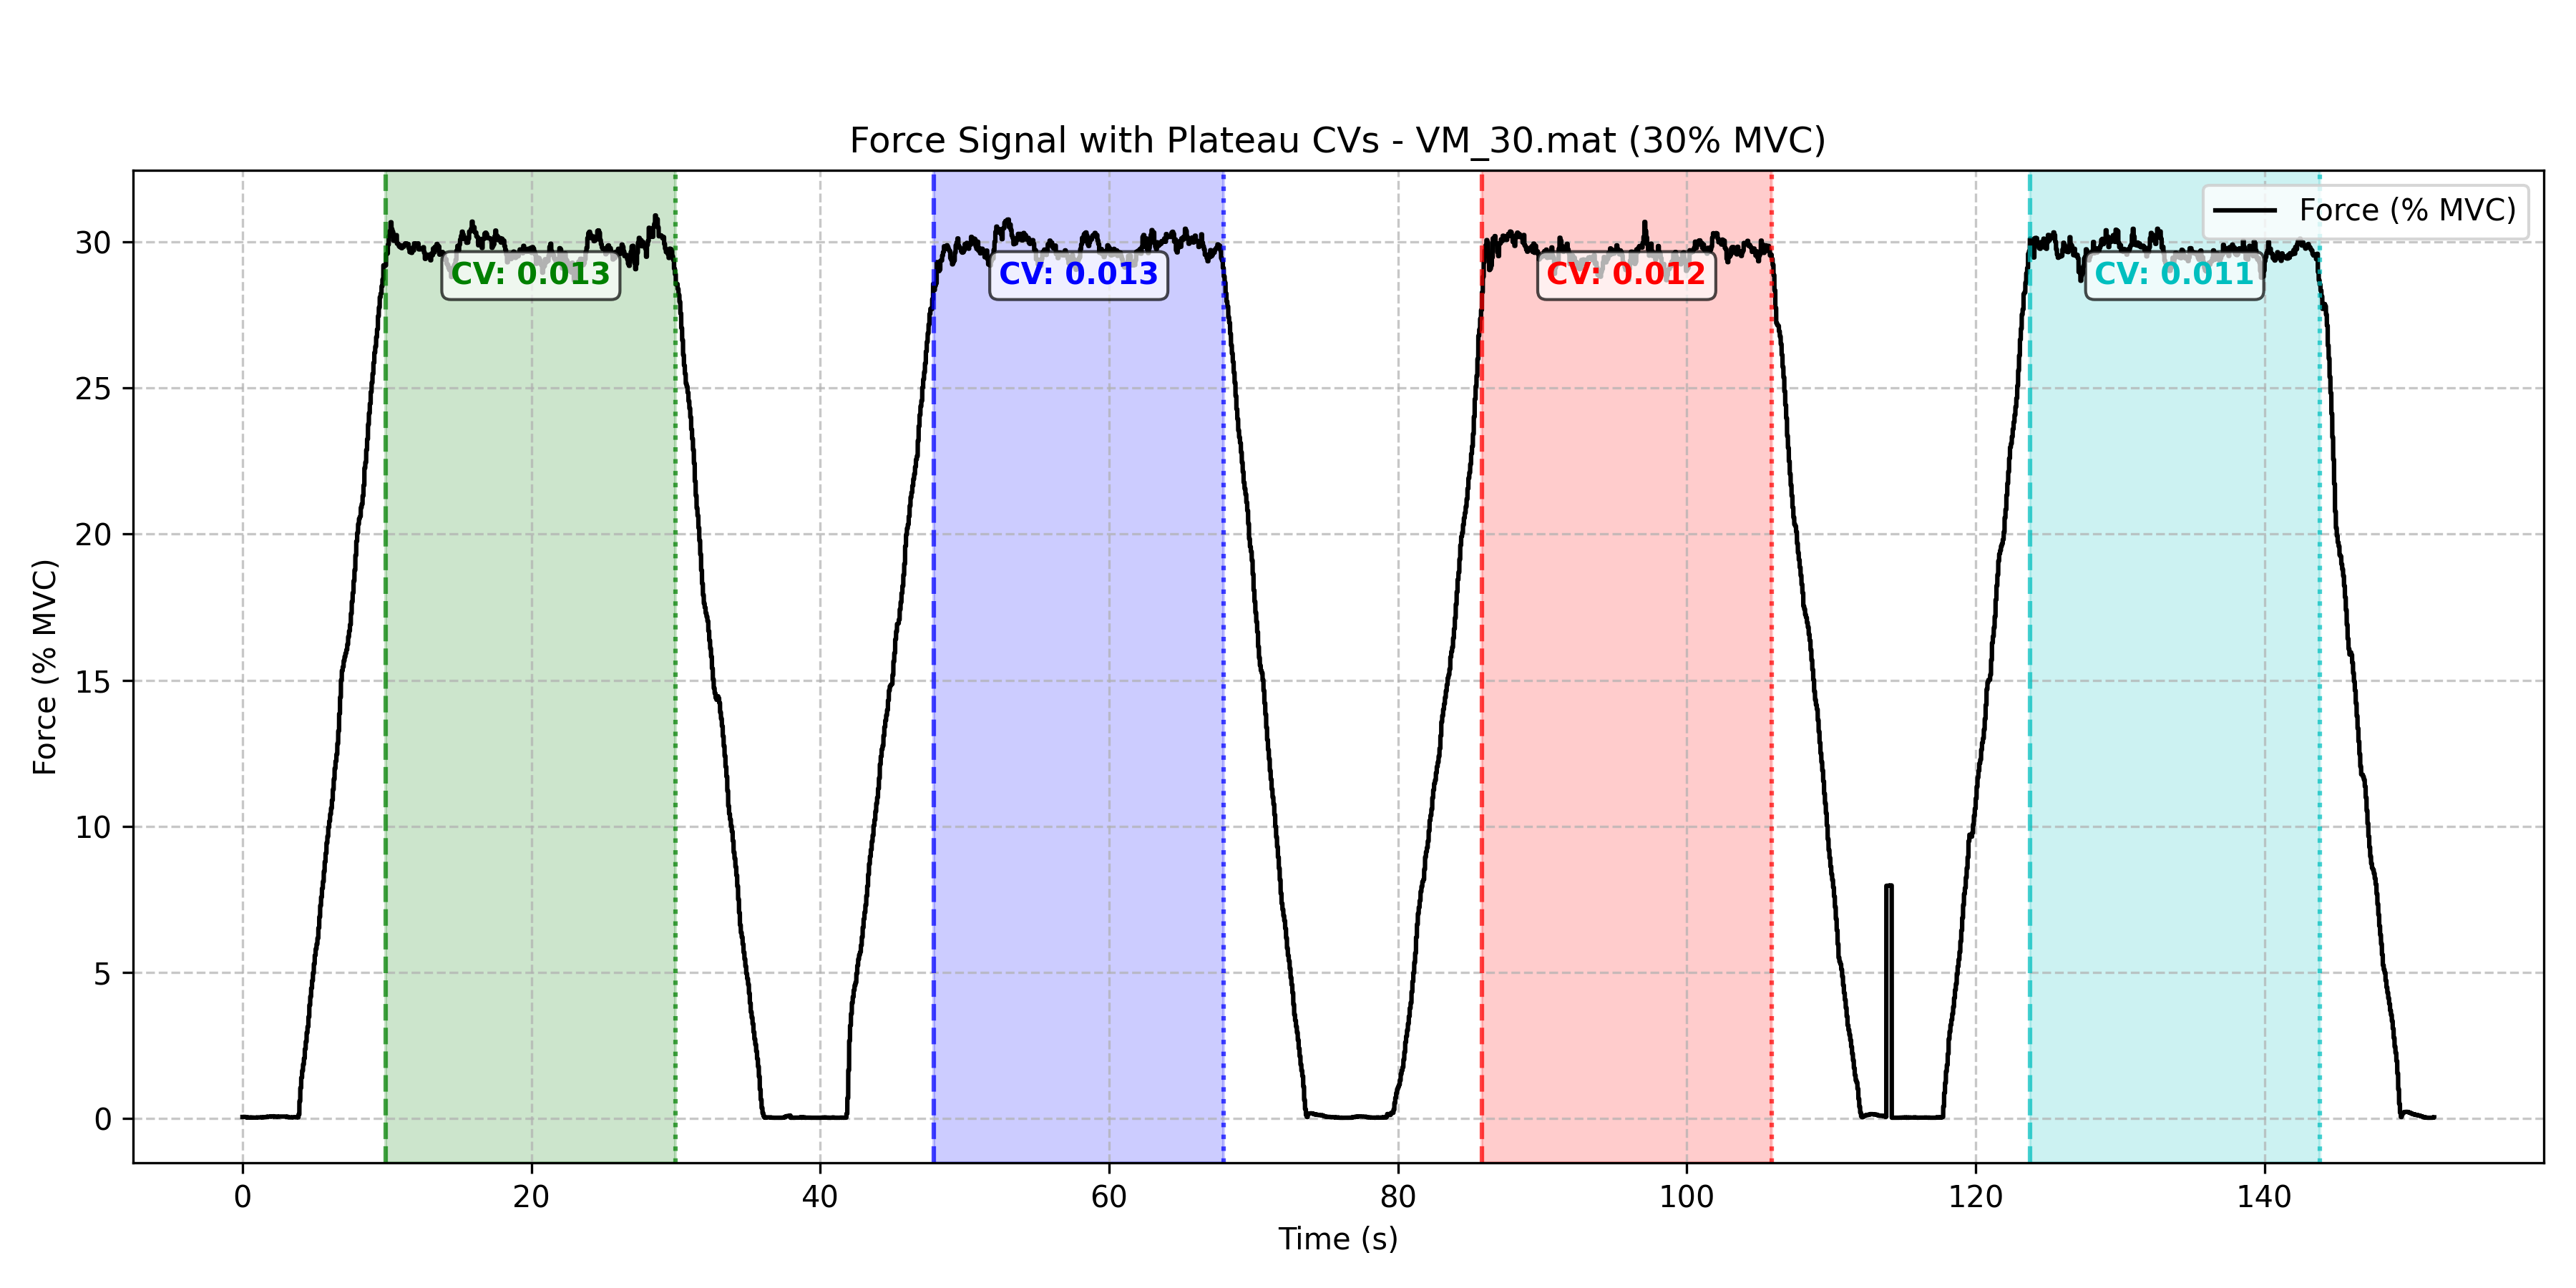 Force Signal with Plateau CVs - VM_30.mat (30% MVC)
Force (% MVC)
CV: 0.013
CV: 0.013
CV: 0.012
CV: 0.011
Force (% MVC)
30
25
20
15
10
5
0
0
20
40
60
80
100
120
140
Time (s)